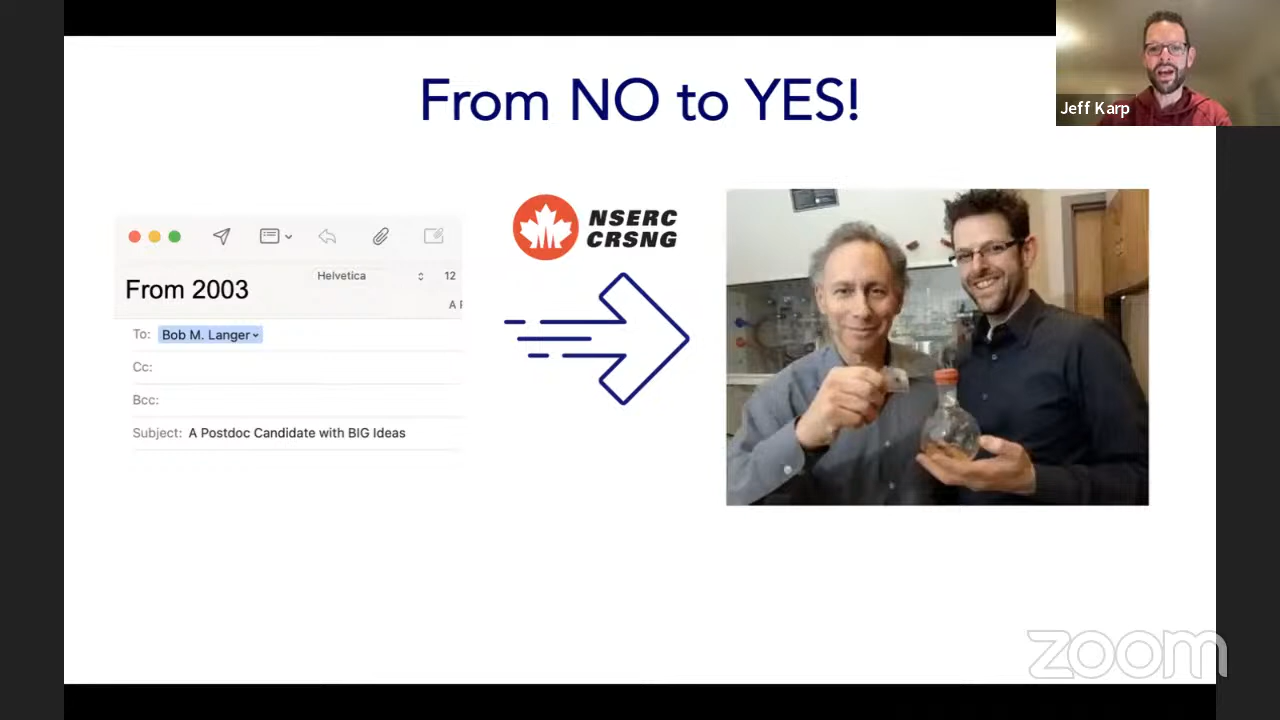 From NO to YES!
Jeff Karp
NSERC
CRSNG
Helvetica
12
From 2003
A F
To: Bob M. Langer
Cc:
Bcc:
Subject: A Postdoc Candidate with BIG Ideas
zoom